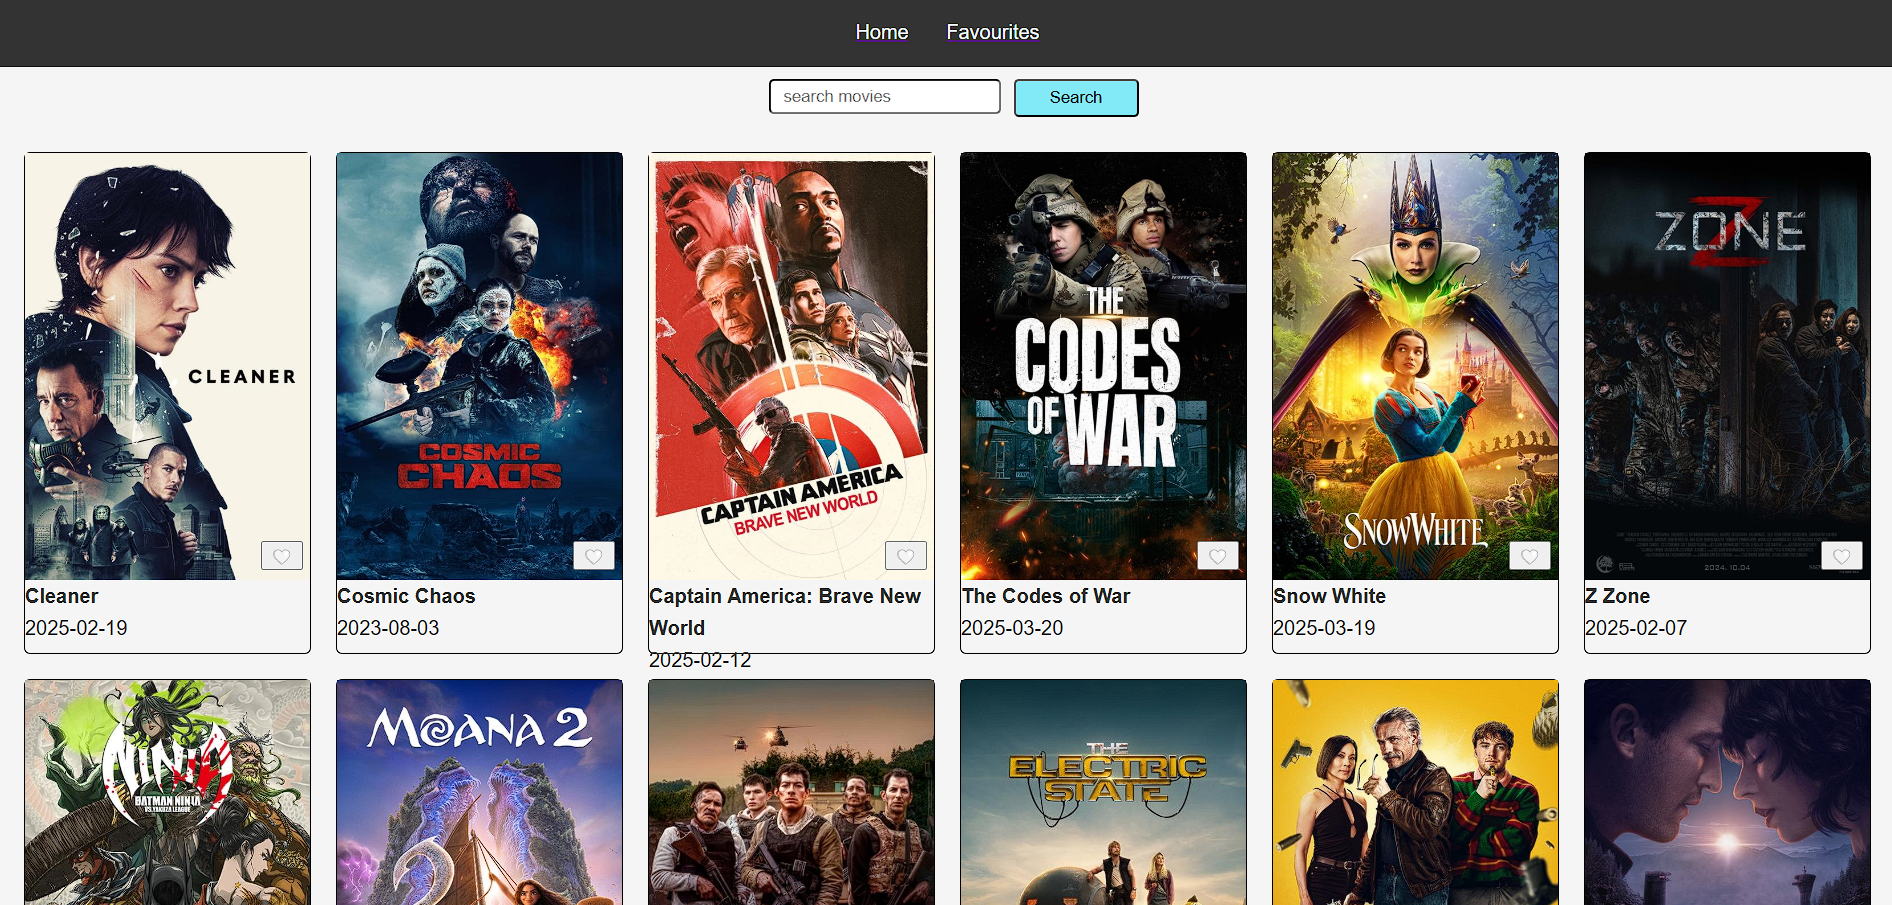 Home Favourites
search movies Search
CLEANER
COSMIC
CHAOS
CAPTAIN AMERICA
BRAVE NEW WORLD
THE
CODES
OF WAR
SNOW WHITE
Z ZONE
2024.10.04
Cleaner
2025-02-19
Cosmic Chaos
2023-08-03
Captain America: Brave New
World
2025-02-12
The Codes of War
2025-03-20
Snow White
2025-03-19
Z Zone
2025-02-07
NINJA
BATMAN NINJA
VS. YAKUZA LEAGUE
MOANA 2
THE
ELECTRIC
STATE